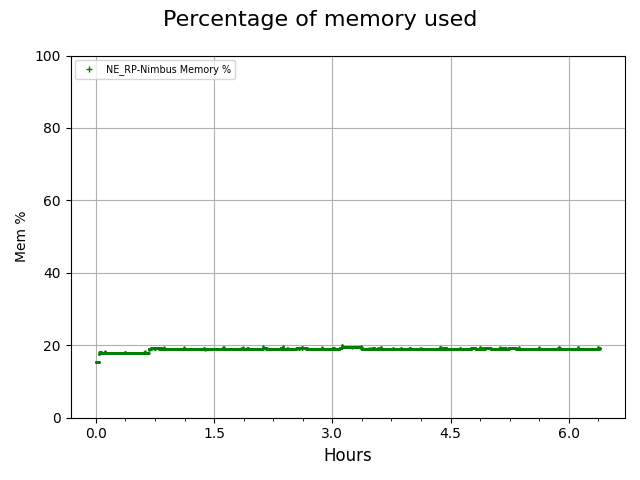 Percentage of memory used
NE_RP-Nimbus Memory %
100
80
60
40
20
0
Mem %
0.0 1.5 3.0 4.5 6.0
Hours